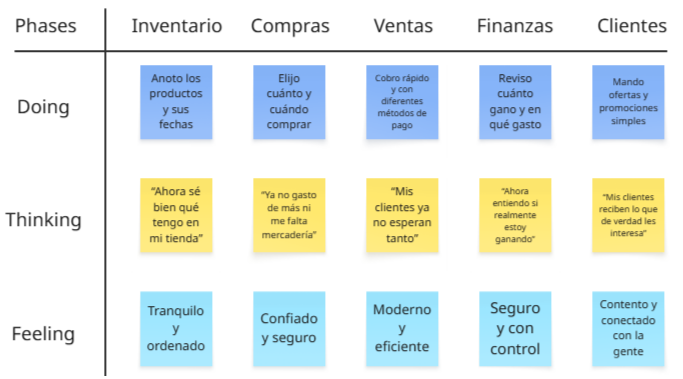 Phases Inventario Compras Ventas Finanzas Clientes
Doing
Anoto los
productos
y sus
fechas
Elijo
cuánto y
cuándo
comprar
Cobro rápido
y con
diferentes
métodos de
pago
Reviso
cuánto
gano y en
qué gasto
Mando
ofertas y
promociones
simples
Thinking
“Ahora sé
bien qué
tengo en
mi tienda”
“Ya no gasto
de más ni
me falta
mercadería”
“Mis
clientes ya
no esperan
tanto”
“Ahora
entiendo si
realmente
estoy
ganando”
“Mis clientes
reciben lo que
de verdad les
interesa”
Feeling
Tranquilo
y
ordenado
Confiado
y seguro
Moderno
y
eficiente
Seguro
y con
control
Contento y
conectado
con la
gente